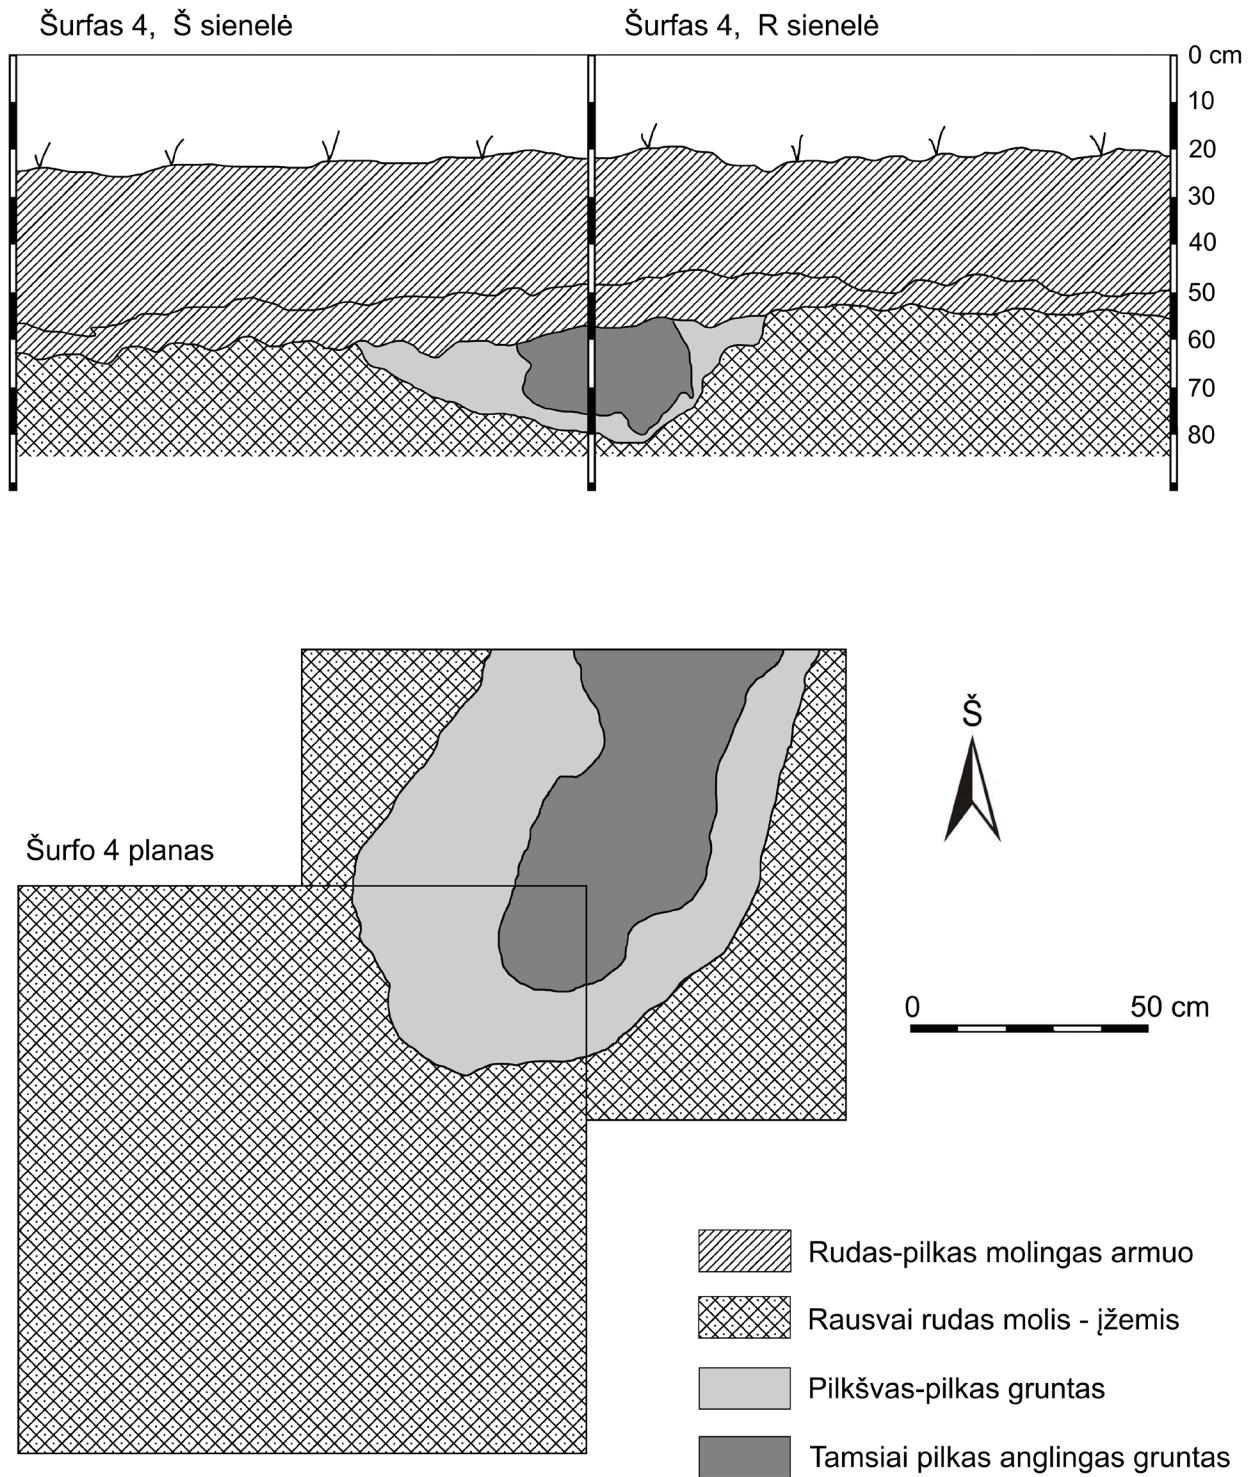 Šurfas 4, Š sienelė
Šurfas 4, R sienelė
0 cm
10
20
30
40
50
60
70
80
Š
Šurfo 4 planas
0 50 cm
Rudas-pilkas molingas armuo
Rausvai rudas molis - įžemis
Pilkšvas-pilkas gruntas
Tamsiai pilkas anglingas gruntas